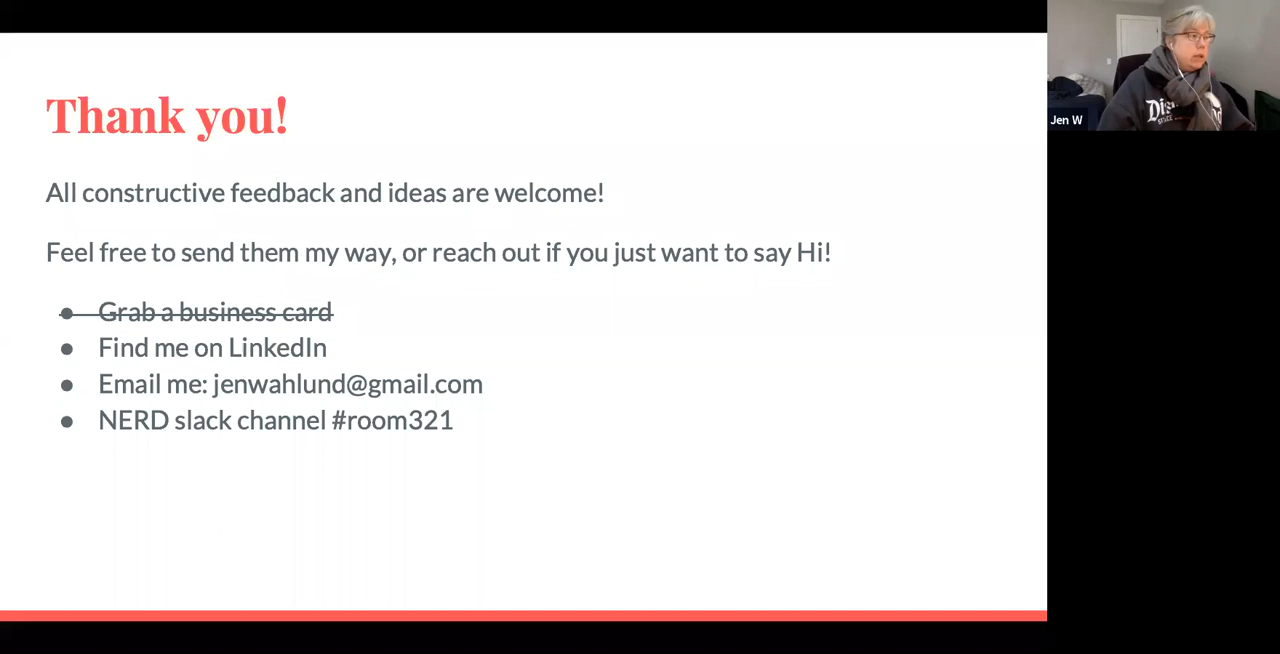 Thank you!
All constructive feedback and ideas are welcome!
Feel free to send them my way, or reach out if you just want to say Hi!
● Grab a business card
● Find me on LinkedIn
● Email me: jenwahlund@gmail.com
● NERD slack channel #room321
Jen W